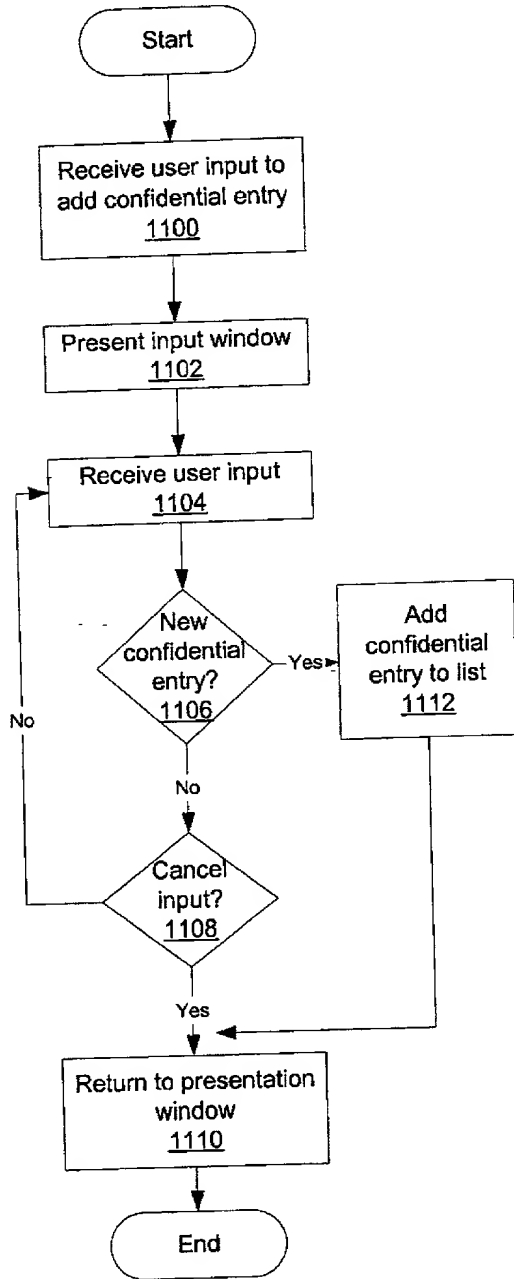 Start
Receive user input to
add confidential entry
1100
Present input window
1102
Receive user input
1104
New
confidential
entry?
1106
Yes
Add
confidential
entry to list
1112
No
No
Cancel
input?
1108
Yes
Return to presentation
window
1110
End